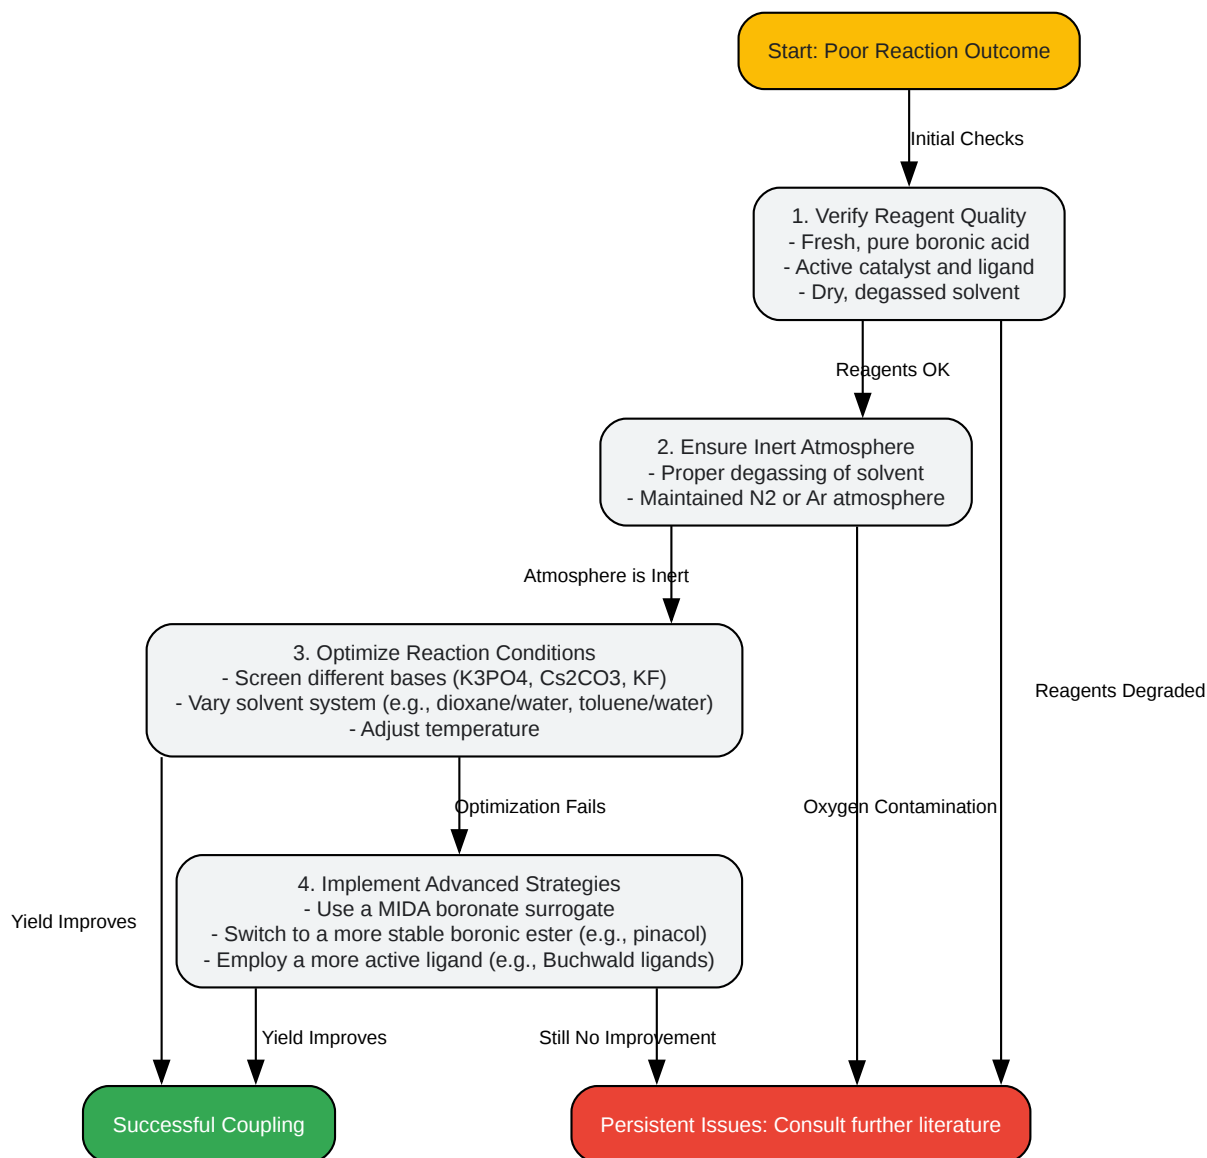 Start: Poor Reaction Outcome
Initial Checks
1. Verify Reagent Quality
- Fresh, pure boronic acid
- Active catalyst and ligand
- Dry, degassed solvent
Reagents OK
2. Ensure Inert Atmosphere
- Proper degassing of solvent
- Maintained N2 or Ar atmosphere
Atmosphere is Inert
3. Optimize Reaction Conditions
- Screen different bases (K3PO4, Cs2CO3, KF)
- Vary solvent system (e.g., dioxane/water, toluene/water)
- Adjust temperature
Reagents Degraded
Optimization Fails
Oxygen Contamination
4. Implement Advanced Strategies
- Use a MIDA boronate surrogate
- Switch to a more stable boronic ester (e.g., pinacol)
- Employ a more active ligand (e.g., Buchwald ligands)
Yield Improves
Yield Improves
Still No Improvement
Successful Coupling
Persistent Issues: Consult further literature